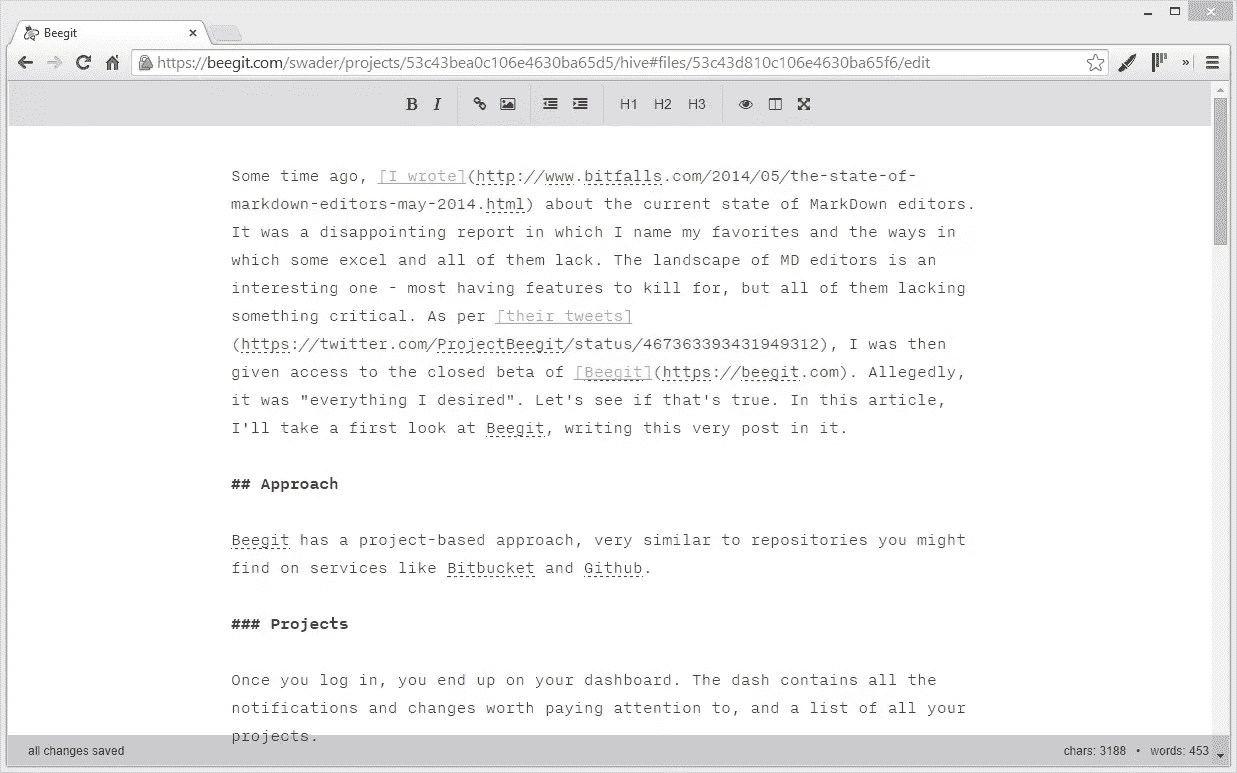 Beegit
https://beegit.com/swader/projects/53c43bea0c106e4630ba65d5/hive#files/53c43d810c106e4630ba65f6/edit
B I H1 H2 H3
Some time ago, [I wrote](http://www.bitfalls.com/2014/05/the-state-of-
markdown-editors-may-2014.html) about the current state of MarkDown editors.
It was a disappointing report in which I name my favorites and the ways in
which some excel and all of them lack. The landscape of MD editors is an
interesting one - most having features to kill for, but all of them lacking
something critical. As per [their tweets]
(https://twitter.com/ProjectBeegit/status/467363393431949312), I was then
given access to the closed beta of [Beegit](https://beegit.com). Allegedly,
it was "everything I desired". Let's see if that's true. In this article,
I'll take a first look at Beegit, writing this very post in it.
## Approach
Beegit has a project-based approach, very similar to repositories you might
find on services like Bitbucket and Github.
### Projects
Once you log in, you end up on your dashboard. The dash contains all the
notifications and changes worth paying attention to, and a list of all your
projects.
all changes saved chars: 3188 • words: 453